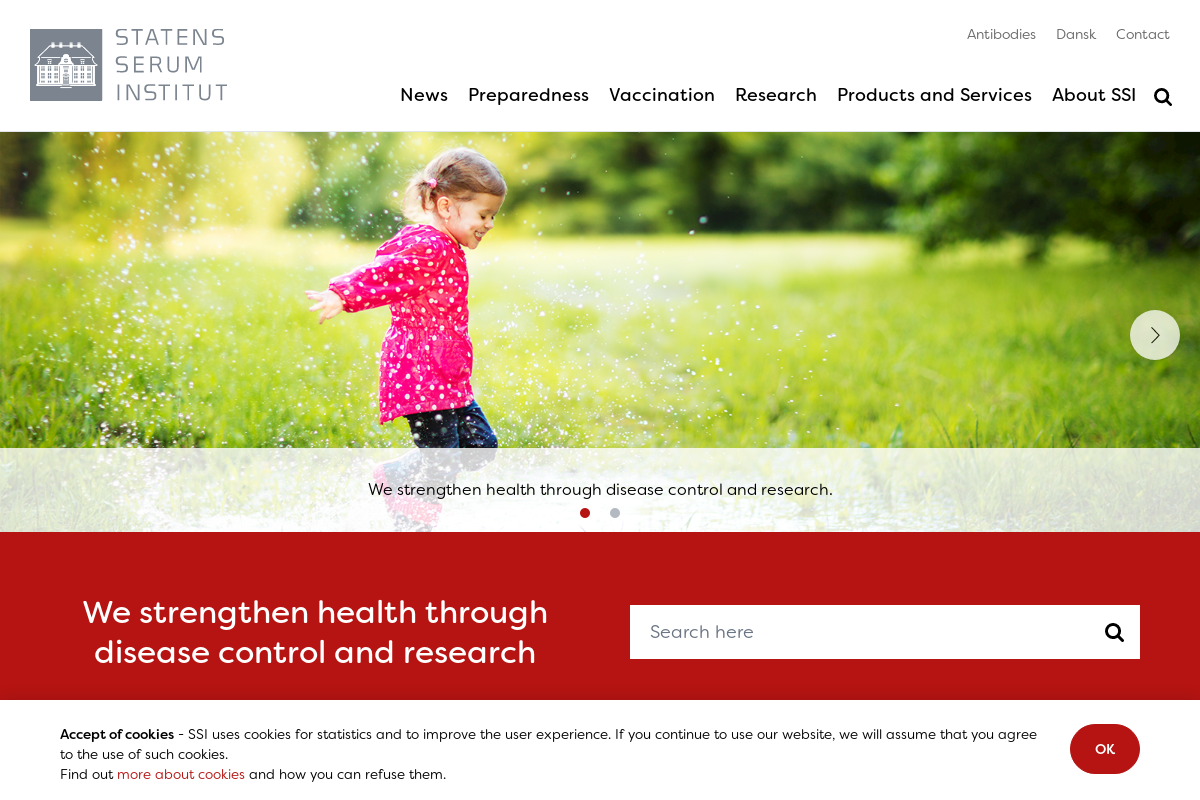 STATENS
SERUM
INSTITUT
Antibodies Dansk Contact
News Preparedness Vaccination Research Products and Services About SSI
We strengthen health through disease control and research.
We strengthen health through
disease control and research
Search here
Accept of cookies - SSI uses cookies for statistics and to improve the user experience. If you continue to use our website, we will assume that you agree
to the use of such cookies.
Find out more about cookies and how you can refuse them.
OK